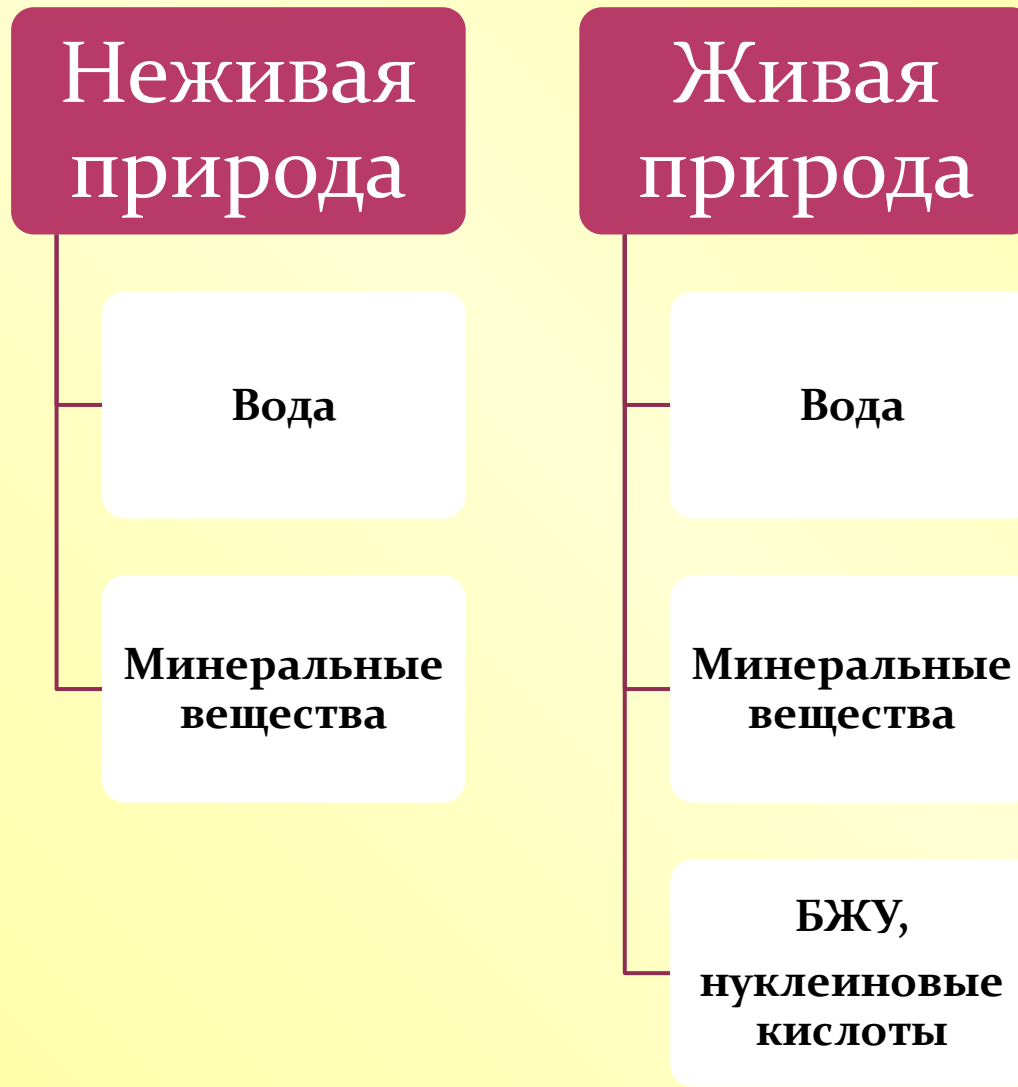 Неживая
природа
Вода
Минеральные
вещества
Живая
природа
Вода
Минеральные
вещества
БЖУ,
нуклеиновые
кислоты